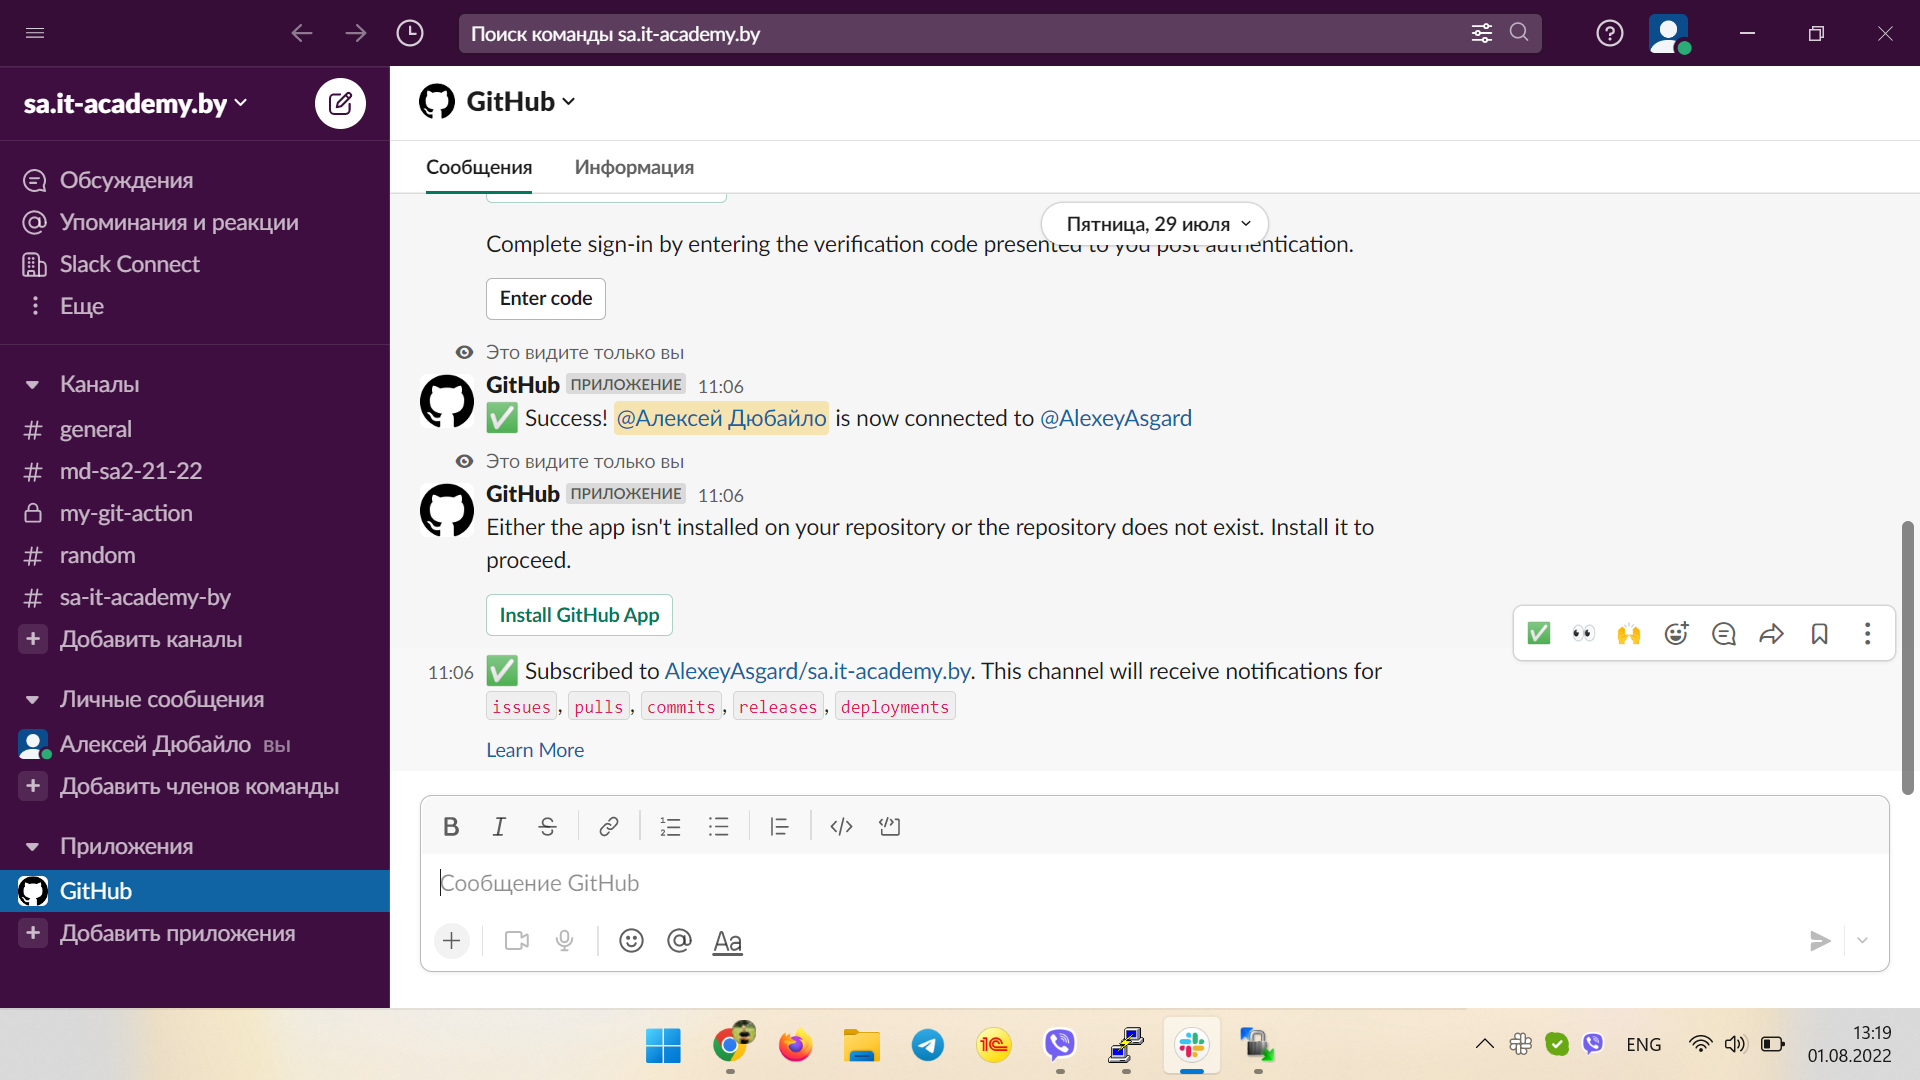 Поиск команды sa.it-academy.by
sa.it-academy.by
Обсуждения
Упоминания и реакции
Slack Connect
Еще
Каналы
general
md-sa2-21-22
my-git-action
random
sa-it-academy-by
Добавить каналы
Личные сообщения
Алексей Дюбайло вы
Добавить членов команды
Приложения
GitHub
Добавить приложения
GitHub
Сообщения Информация
Пятница, 29 июля
Complete sign-in by entering the verification code presented to you post authentication.
Enter code
Это видите только вы
GitHub ПРИЛОЖЕНИЕ 11:06
Success! @Алексей Дюбайло is now connected to @AlexeyAsgard
Это видите только вы
GitHub ПРИЛОЖЕНИЕ 11:06
Either the app isn't installed on your repository or the repository does not exist. Install it to
proceed.
Install GitHub App
11:06 Subscribed to AlexeyAsgard/sa.it-academy.by. This channel will receive notifications for
issues, pulls, commits, releases, deployments
Learn More
Сообщение GitHub
Aa
ENG
13:19
01.08.2022